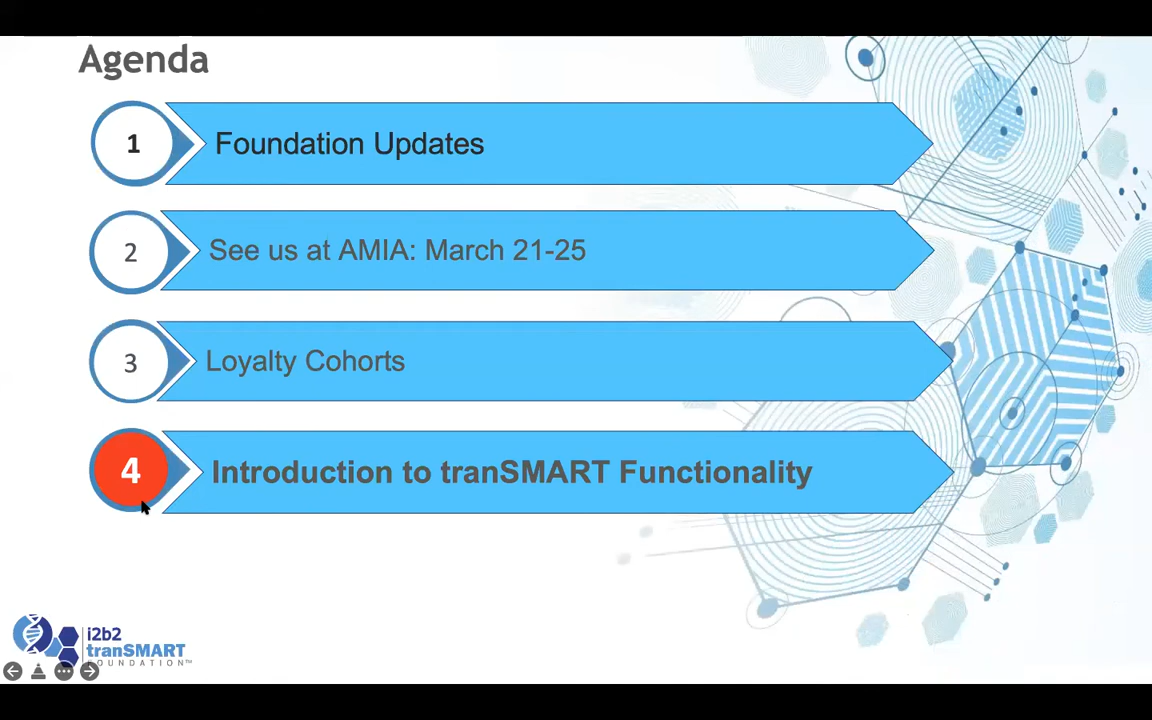 Agenda
1
Foundation Updates
2
See us at AMIA: March 21-25
3
Loyalty Cohorts
4
Introduction to tranSMART Functionality
i2b2
tranSMART
FOUNDATION™